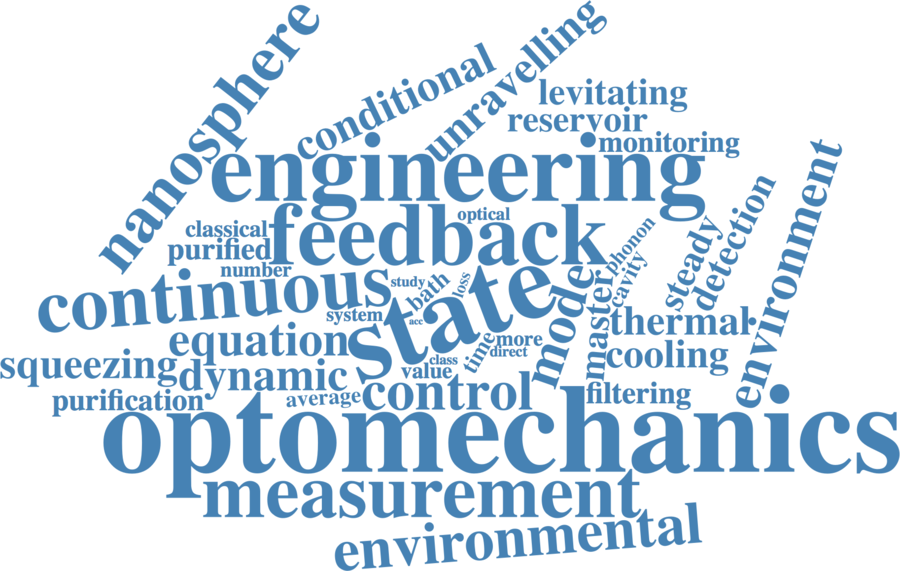 nanosphere
conditional
unravelling
levitating
reservoir
monitoring
engineering
environment
optical
classical
feedback
purified
phonon
steady
detection
number
cavity
continuous
study
bath
loss
state
mode
master
system
acc
thermal
equation
time
more
direct
cooling
squeezing
class
value
dynamic
control
filtering
purification
average
optomechanics
measurement
environmental